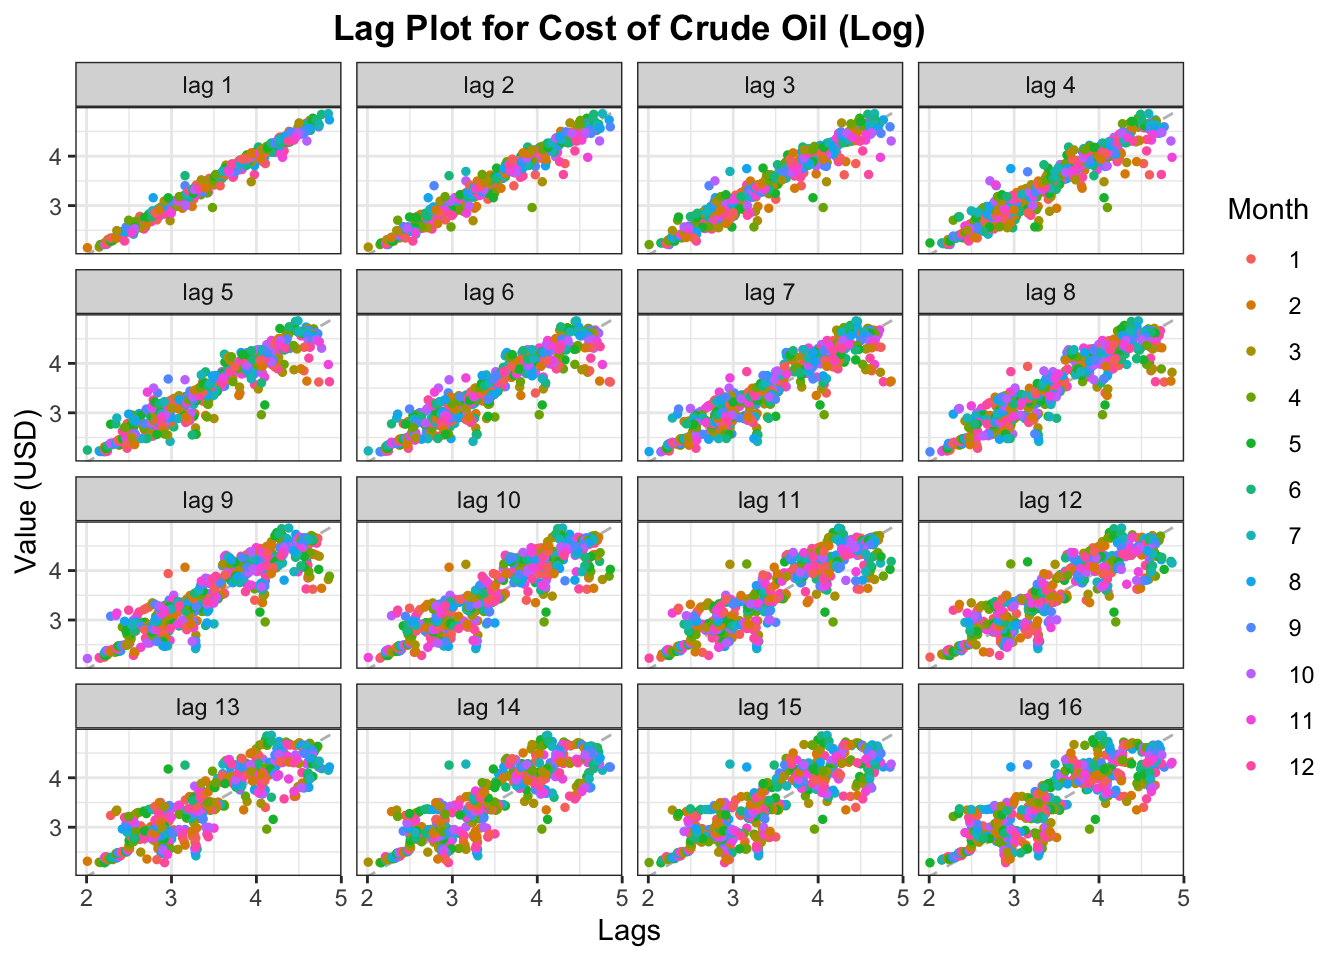 Lag Plot for Cost of Crude Oil (Log)
lag 1 lag 2 lag 3 lag 4
4
3
lag 5 lag 6 lag 7 lag 8
4
3
lag 9 lag 10 lag 11 lag 12
4
3
lag 13 lag 14 lag 15 lag 16
4
3
2 3 4 5 2 3 4 5 2 3 4 5 2 3 4 5
Lags
Value (USD)
Month
1
2
3
4
5
6
7
8
9
10
11
12